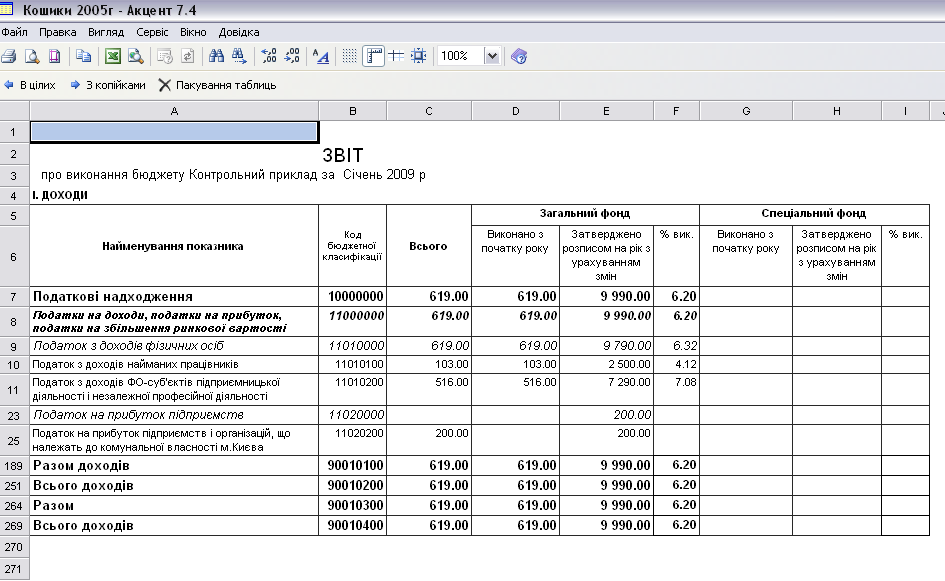 Кошики 2005г - Акцент 7.4
Файл Правка Вигляд Сервіс Вікно Довідка
100%
В цілих З копійками Пакування таблиць
A B C D E F G H I
1
2 ЗВІТ
3 про виконання бюджету Контрольний приклад за Січень 2009 р
4 І. ДОХОДИ
5 Загальний фонд Спеціальний фонд
6 Найменування показника Код бюджетної класифікації Всього Виконано з початку року Затверджено розписом на рік з урахуванням змін % вик. Виконано з початку року Затверджено розписом на рік з урахуванням змін % вик.
7 Податкові надходження 10000000 619.00 619.00 9 990.00 6.20
8 Податки на доходи, податки на прибуток, податки на збільшення ринкової вартості 11000000 619.00 619.00 9 990.00 6.20
9 Податок з доходів фізичних осіб 11010000 619.00 619.00 9 790.00 6.32
10 Податок з доходів найманих працівників 11010100 103.00 103.00 2 500.00 4.12
11 Податок з доходів ФО-суб'єктів підприємницької діяльності і незалежної професійної діяльності 11010200 516.00 516.00 7 290.00 7.08
23 Податок на прибуток підприємств 11020000 200.00
25 Податок на прибуток підприємств і організацій, що належать до комунальної власності м.Києва 11020200 200.00 200.00
189 Разом доходів 90010100 619.00 619.00 9 990.00 6.20
251 Всього доходів 90010200 619.00 619.00 9 990.00 6.20
264 Разом 90010300 619.00 619.00 9 990.00 6.20
269 Всього доходів 90010400 619.00 619.00 9 990.00 6.20
270
271